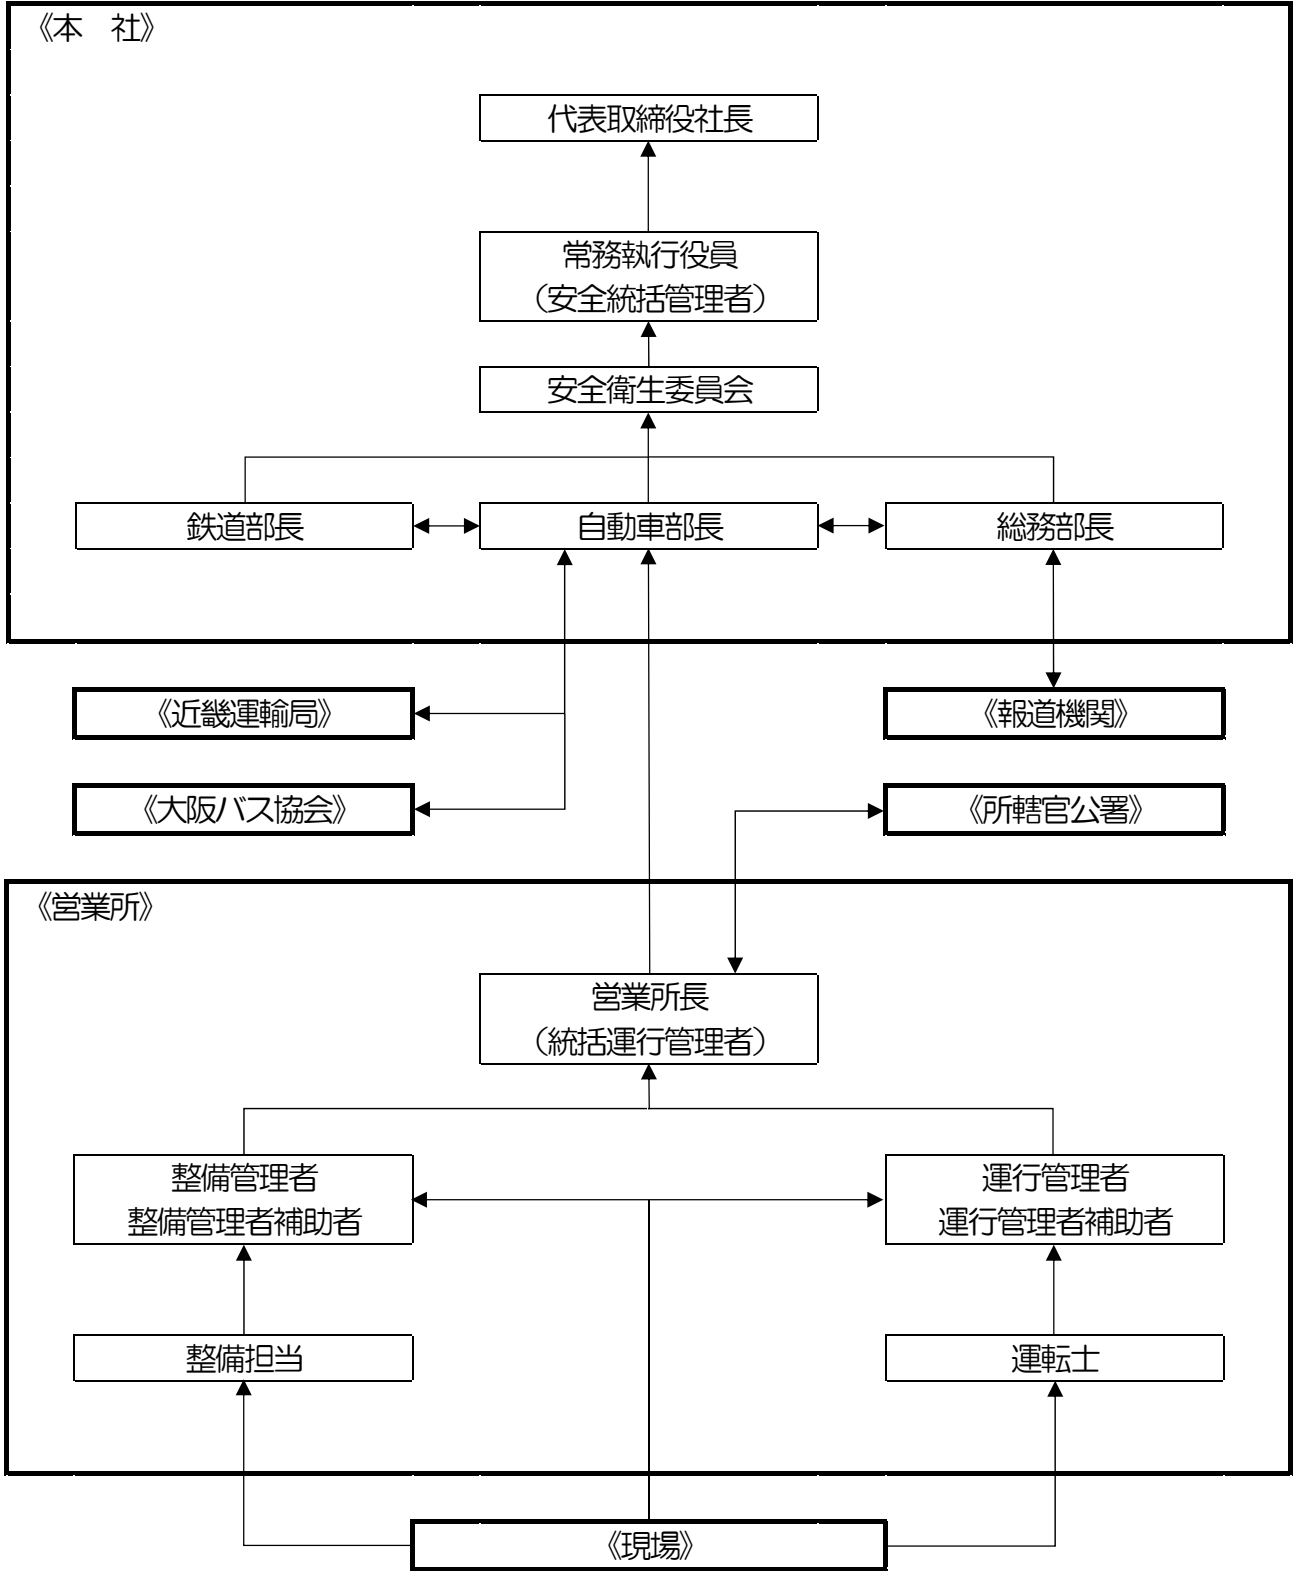 《本　社》
代表取締役社長
常務執行役員
（安全統括管理者）
安全衛生委員会
鉄道部長
自動車部長
総務部長
《近畿運輸局》
《報道機関》
《大阪バス協会》
《所轄官公署》
《営業所》
営業所長
（統括運行管理者）
整備管理者
整備管理者補助者
運行管理者
運行管理者補助者
整備担当
運転士
《現場》